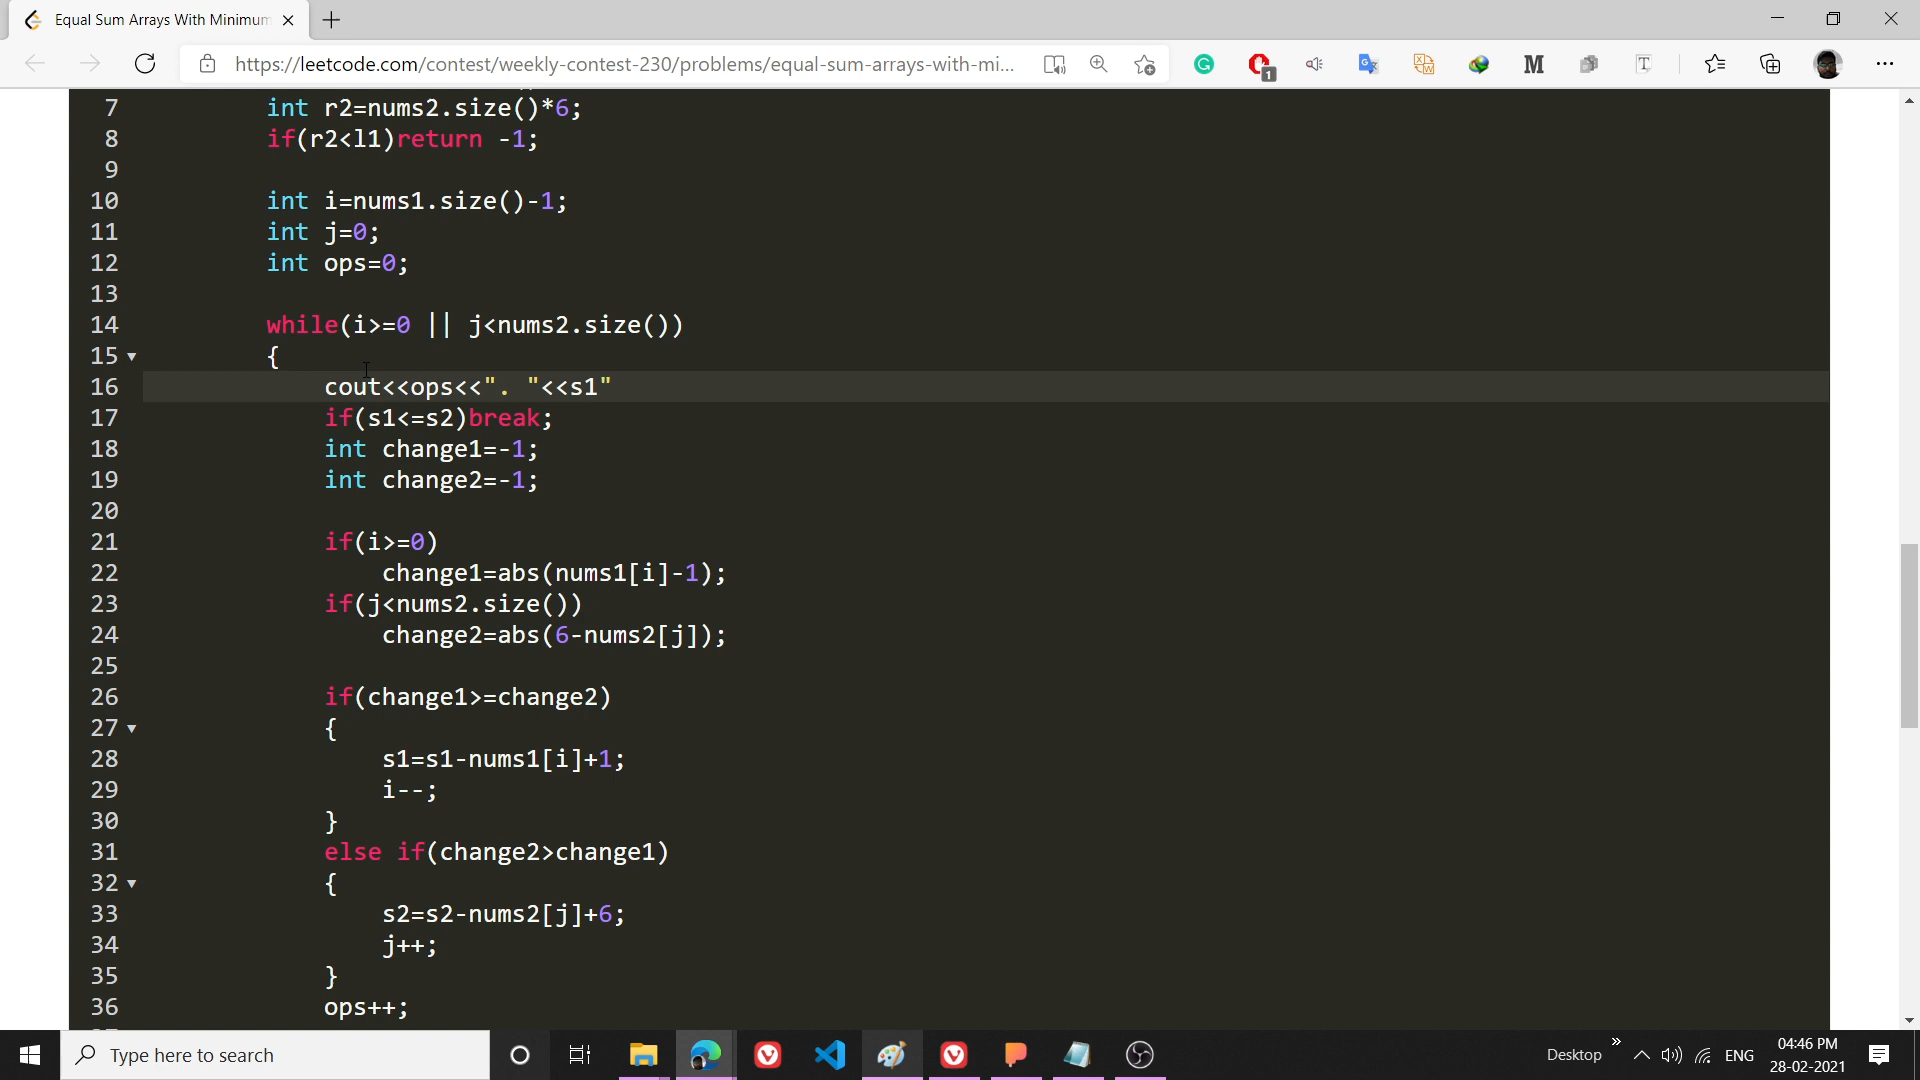 Equal Sum Arrays With Minimum
https://leetcode.com/contest/weekly-contest-230/problems/equal-sum-arrays-with-mi...
1
M
T
7 int r2=nums2.size()*6;
8 if(r2<l1)return -1;
9
10 int i=nums1.size()-1;
11 int j=0;
12 int ops=0;
13
14 while(i>=0 || j<nums2.size())
15 {
16 cout<<ops<<". "<<s1"
17 if(s1<=s2)break;
18 int change1=-1;
19 int change2=-1;
20
21 if(i>=0)
22 change1=abs(nums1[i]-1);
23 if(j<nums2.size())
24 change2=abs(6-nums2[j]);
25
26 if(change1>=change2)
27 {
28 s1=s1-nums1[i]+1;
29 i--;
30 }
31 else if(change2>change1)
32 {
33 s2=s2-nums2[j]+6;
34 j++;
35 }
36 ops++;
Type here to search
Desktop
ENG
04:46 PM
28-02-2021